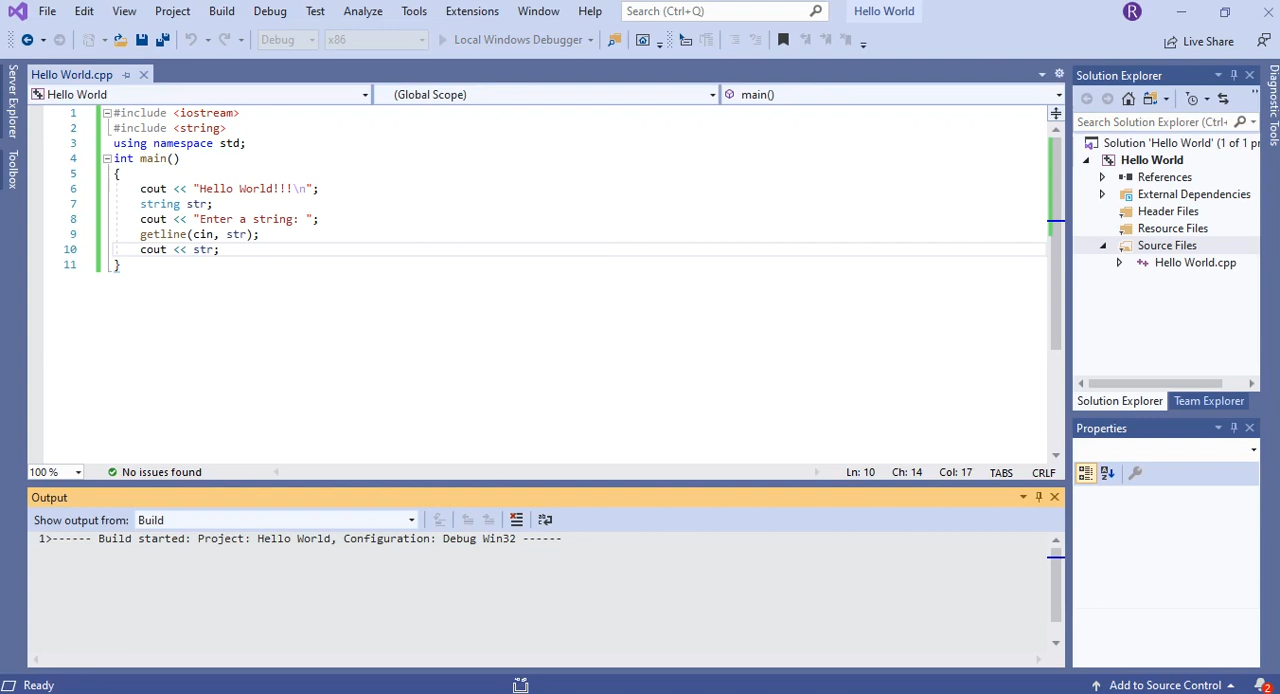 File Edit View Project Build Debug Test Analyze Tools Extensions Window Help Search (Ctrl+Q) Hello World R
Debug x86 Local Windows Debugger Live Share
Server Explorer
Toolbox
Hello World.cpp
Hello World (Global Scope) main()
1 #include <iostream>
2 #include <string>
3 using namespace std;
4 int main()
5 {
6 cout << "Hello World!!!\n";
7 string str;
8 cout << "Enter a string: ";
9 getline(cin, str);
10 cout << str;
11 }
100 % No issues found Ln: 10 Ch: 14 Col: 17 TABS CRLF
Output
Show output from: Build
1>------ Build started: Project: Hello World, Configuration: Debug Win32 ------
Solution Explorer
Search Solution Explorer (Ctrl+
Solution 'Hello World' (1 of 1 p
Hello World
References
External Dependencies
Header Files
Resource Files
Source Files
Hello World.cpp
Solution Explorer Team Explorer
Properties
Diagnostic Tools
Ready Add to Source Control 2